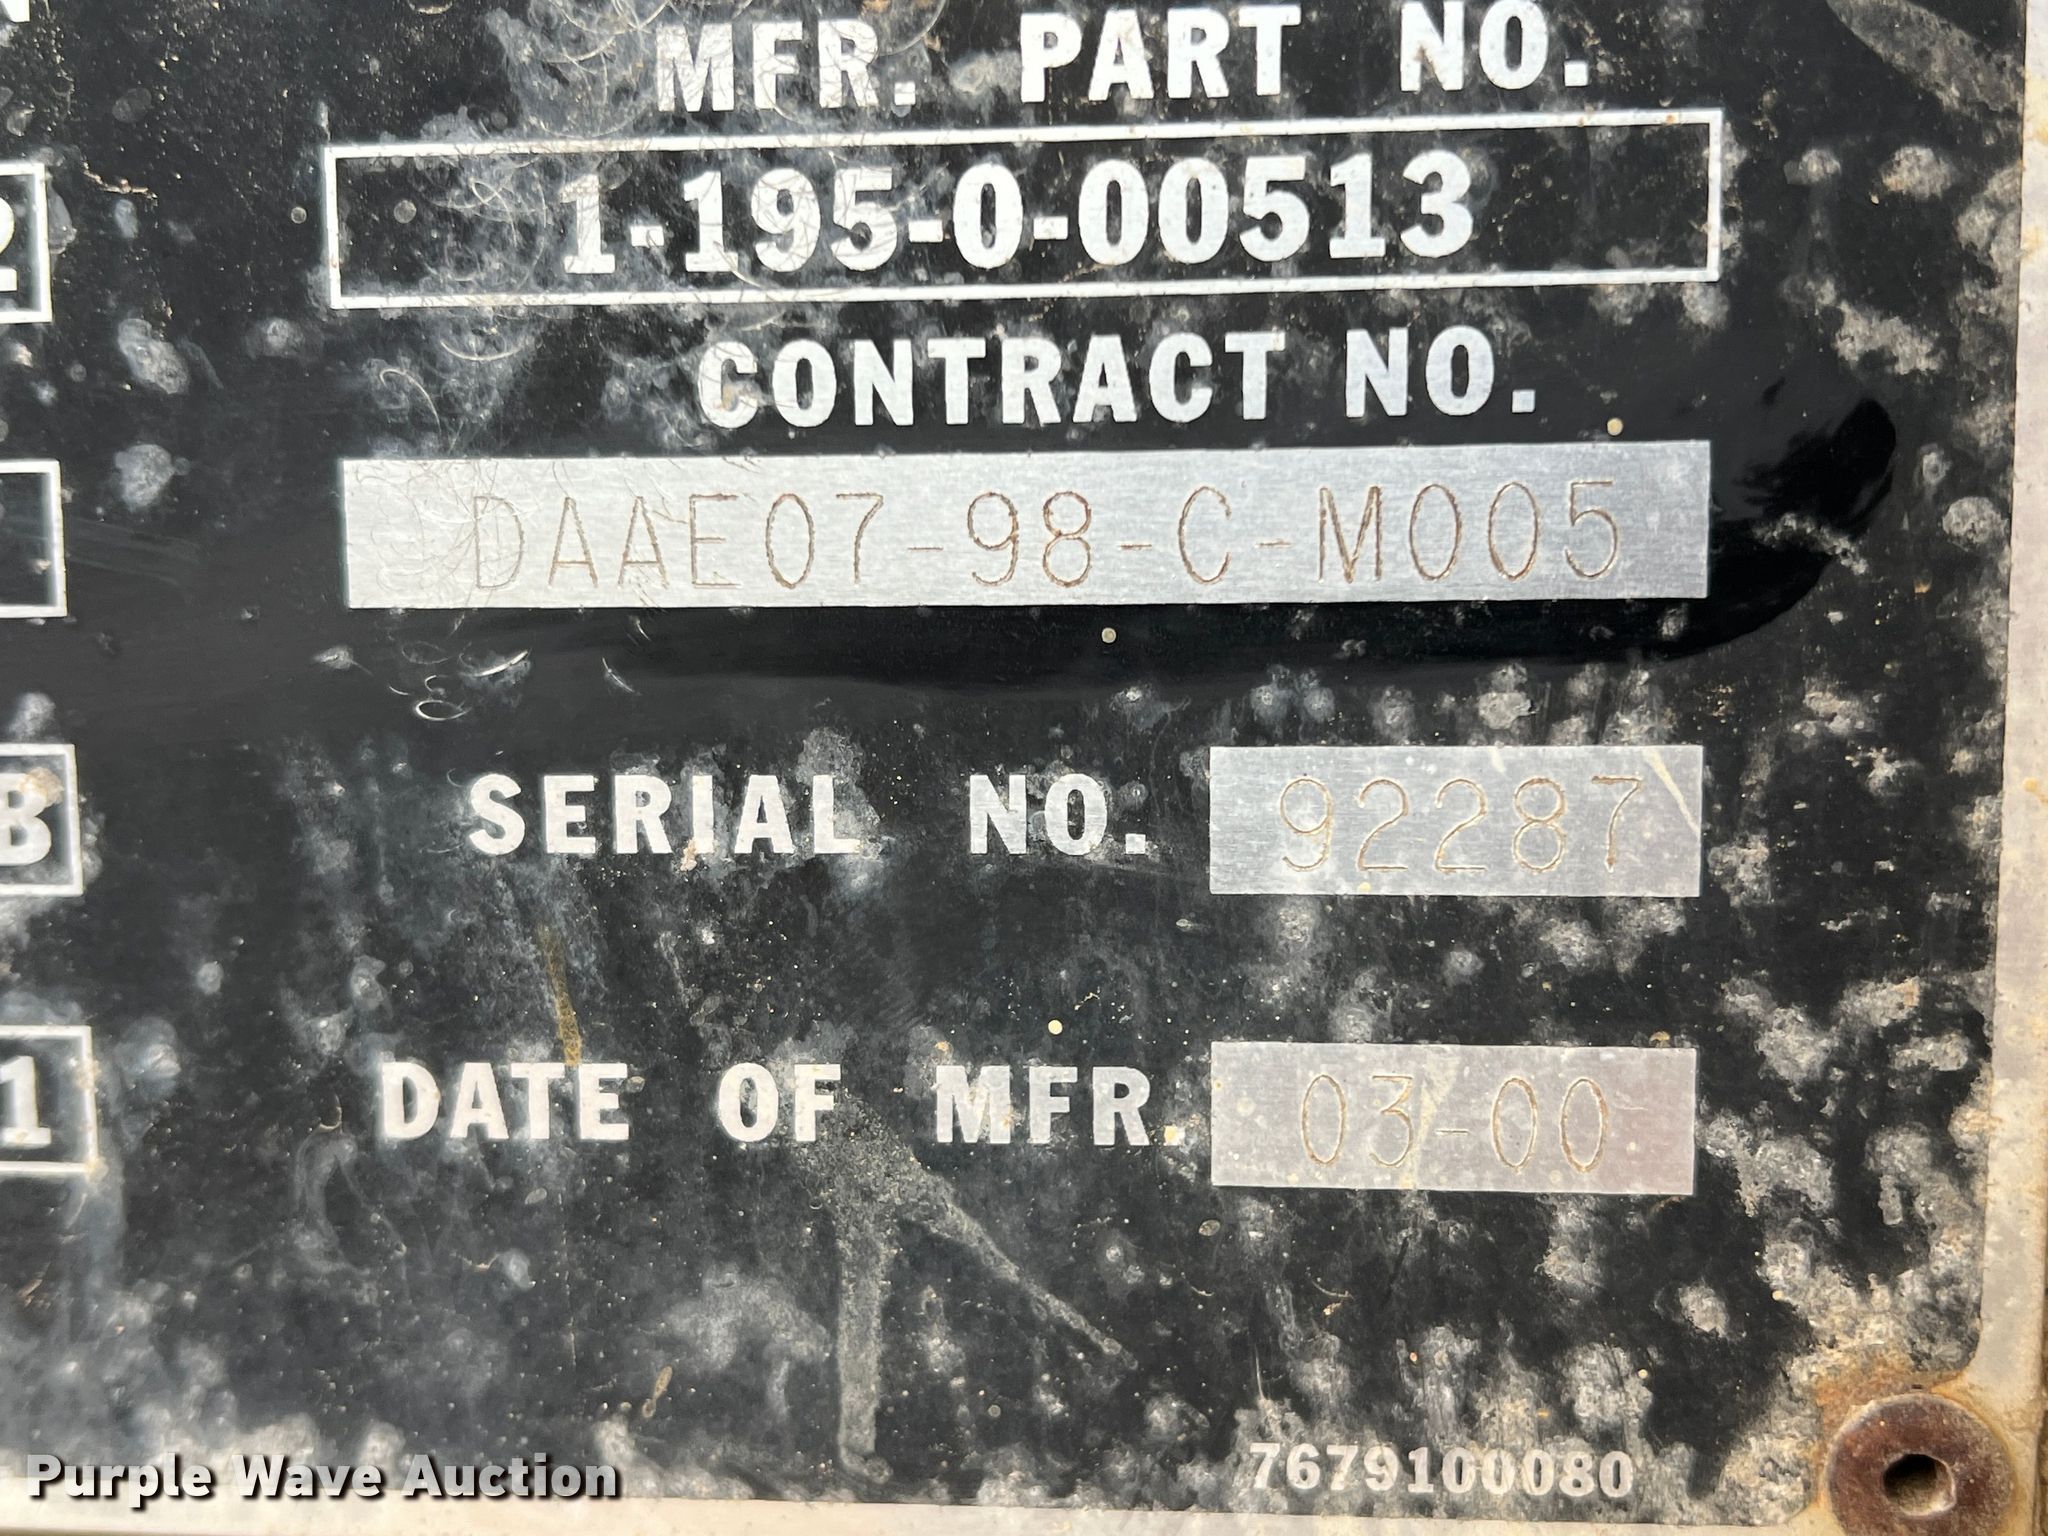 MFR. PART NO.
1-195-0-00513
CONTRACT NO.
DAAE07-98-C-M005
SERIAL NO. 92287
B
DATE OF MFR. 03-00
1
7679100080
Purple Wave Auction